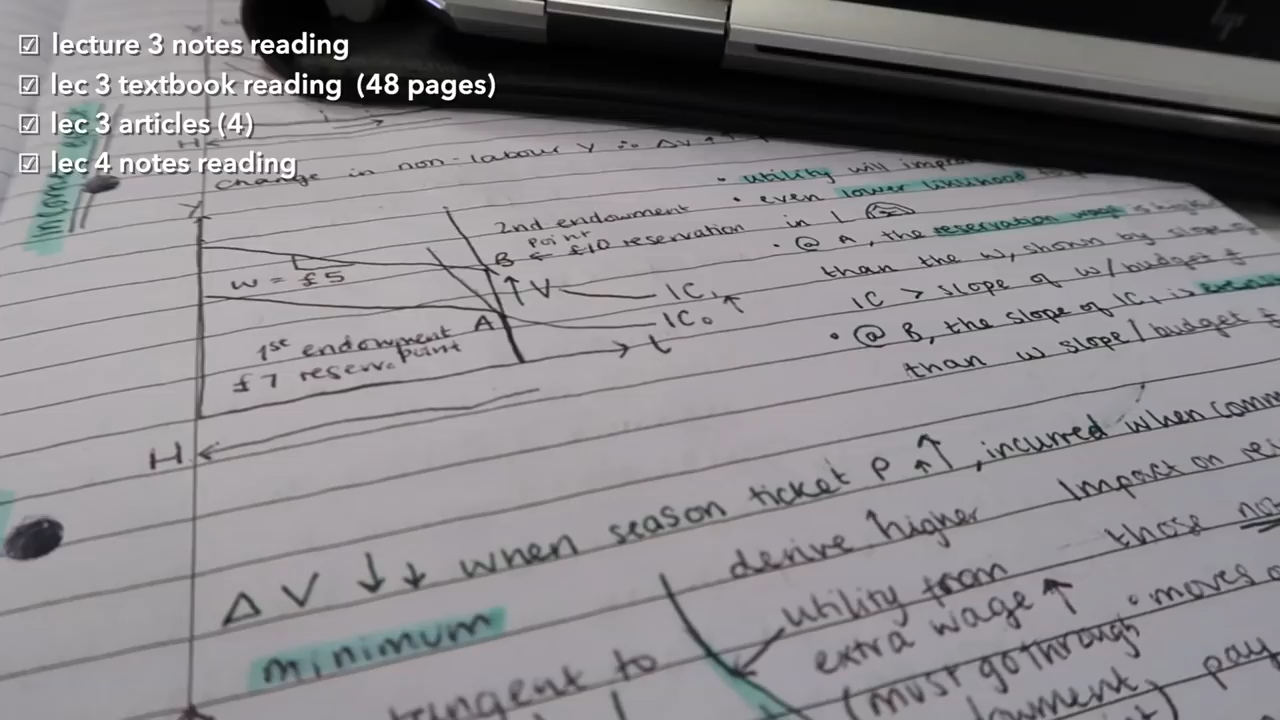 ☑ lecture 3 notes reading
☑ lec 3 textbook reading (48 pages)
☑ lec 3 articles (4)
☑ lec 4 notes reading
hp
H
change in non-labour Y ∴ ΔV ↑
Y
2nd endowment
point
B ← £10 reservation
w = £5
↑V
IC₁
IC₀ ↑
A
L
1st endowment
point
£7 reserv.
H
• utility will
• even lower likelihood
in L
• @ A, the reservation wage is
than the w, shown by slope of
IC > slope of w/budget
• @ B, the slope of IC₁ is
than w slope/budget
Δ V ↓↓ when season ticket P ↑↑, incurred when
minimum
tangent to
derive higher
utility from
extra wage ↑
(must go through
Impact on
those
• moves
pay